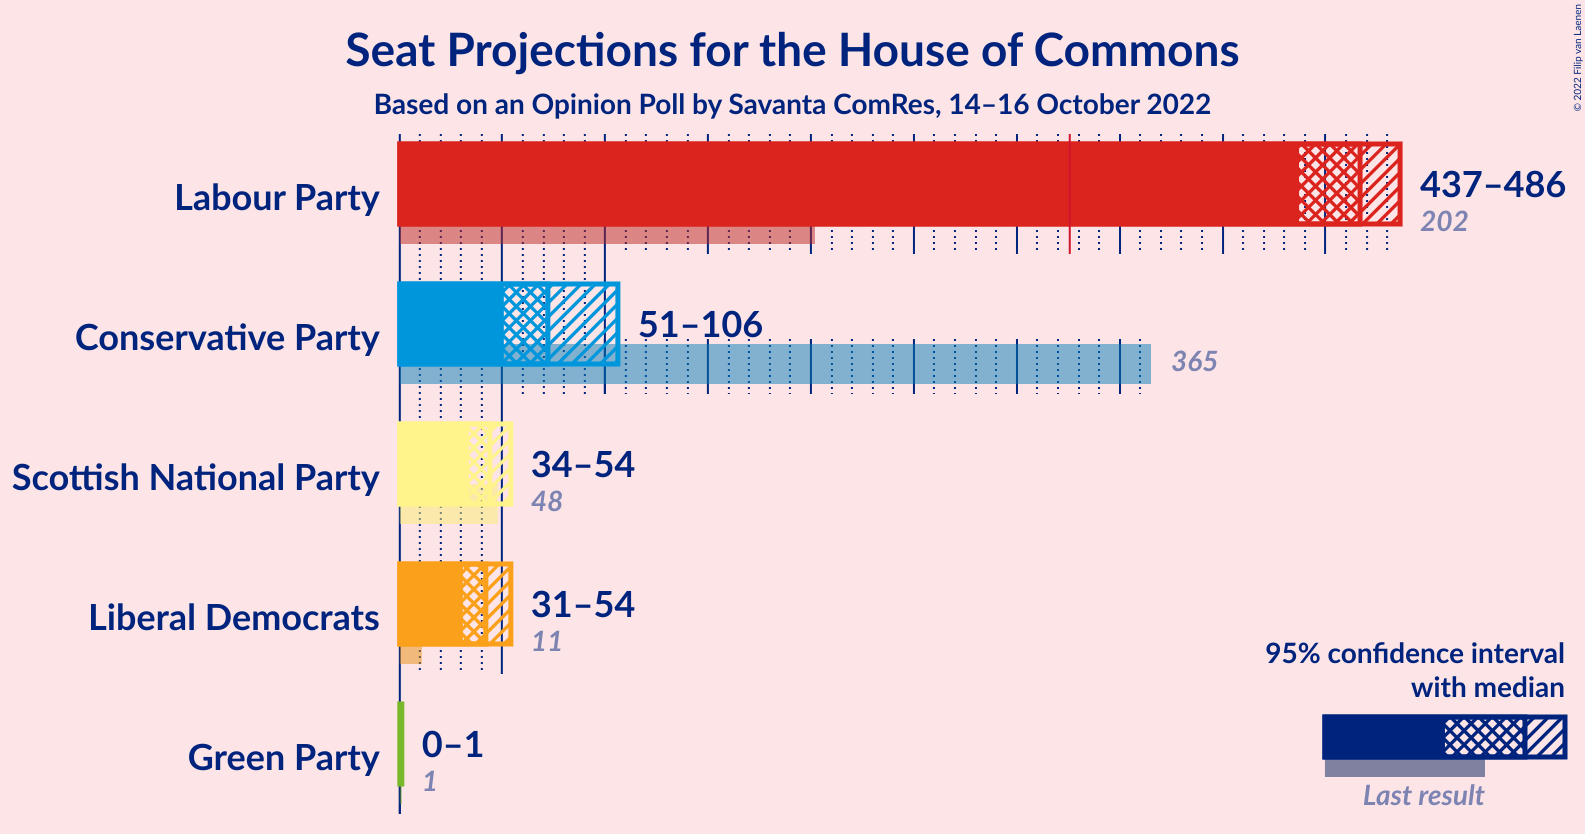 Seat Projections for the House of Commons
Based on an Opinion Poll by Savanta ComRes, 14–16 October 2022
© 2022 Filip van Laenen
Labour Party
437–486
202
Conservative Party
51–106
365
Scottish National Party
34–54
48
Liberal Democrats
31–54
11
Green Party
0–1
1
95% confidence interval
with median
Last result